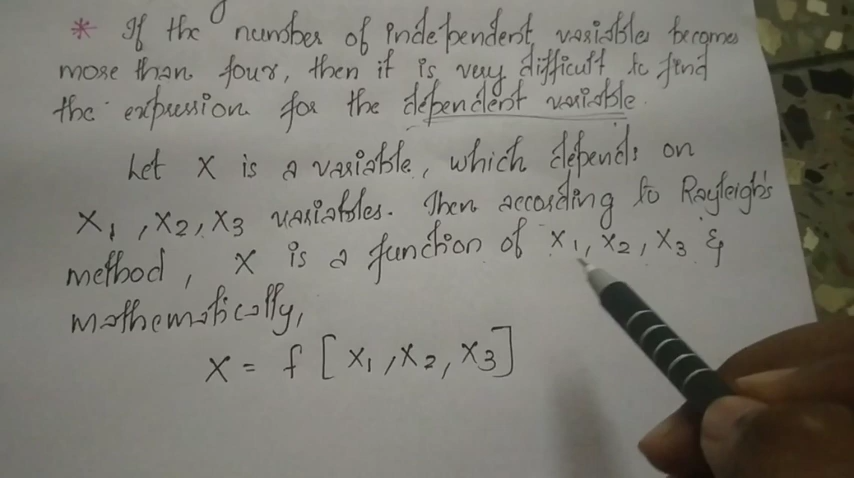 * If the number of independent variables becomes
more than four, then it is very difficult to find
the expression for the dependent variable.
Let X is a variable, which depends on
X1, X2, X3 variables. Then according to Rayleigh's
method, X is a function of X1, X2, X3 &
mathematically,
X = f [X1, X2, X3]